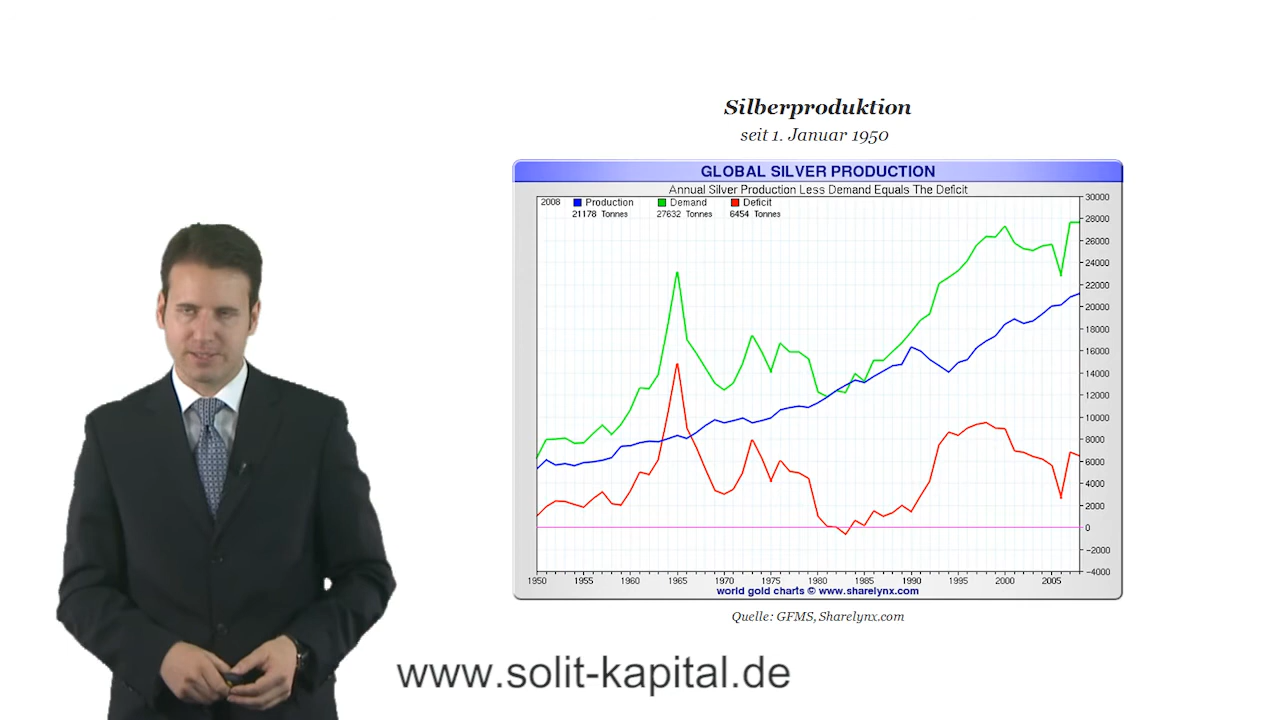 Silberproduktion
seit 1. Januar 1950
GLOBAL SILVER PRODUCTION
Annual Silver Production Less Demand Equals The Deficit
2008 Production Demand Deficit
21178 Tonnes 27632 Tonnes 6454 Tonnes
30000
28000
26000
24000
22000
20000
18000
16000
14000
12000
10000
8000
6000
4000
2000
0
-2000
-4000
1950 1955 1960 1965 1970 1975 1980 1985 1990 1995 2000 2005
world gold charts © www.sharelynx.com
Quelle: GFMS, Sharelynx.com
www.solit-kapital.de